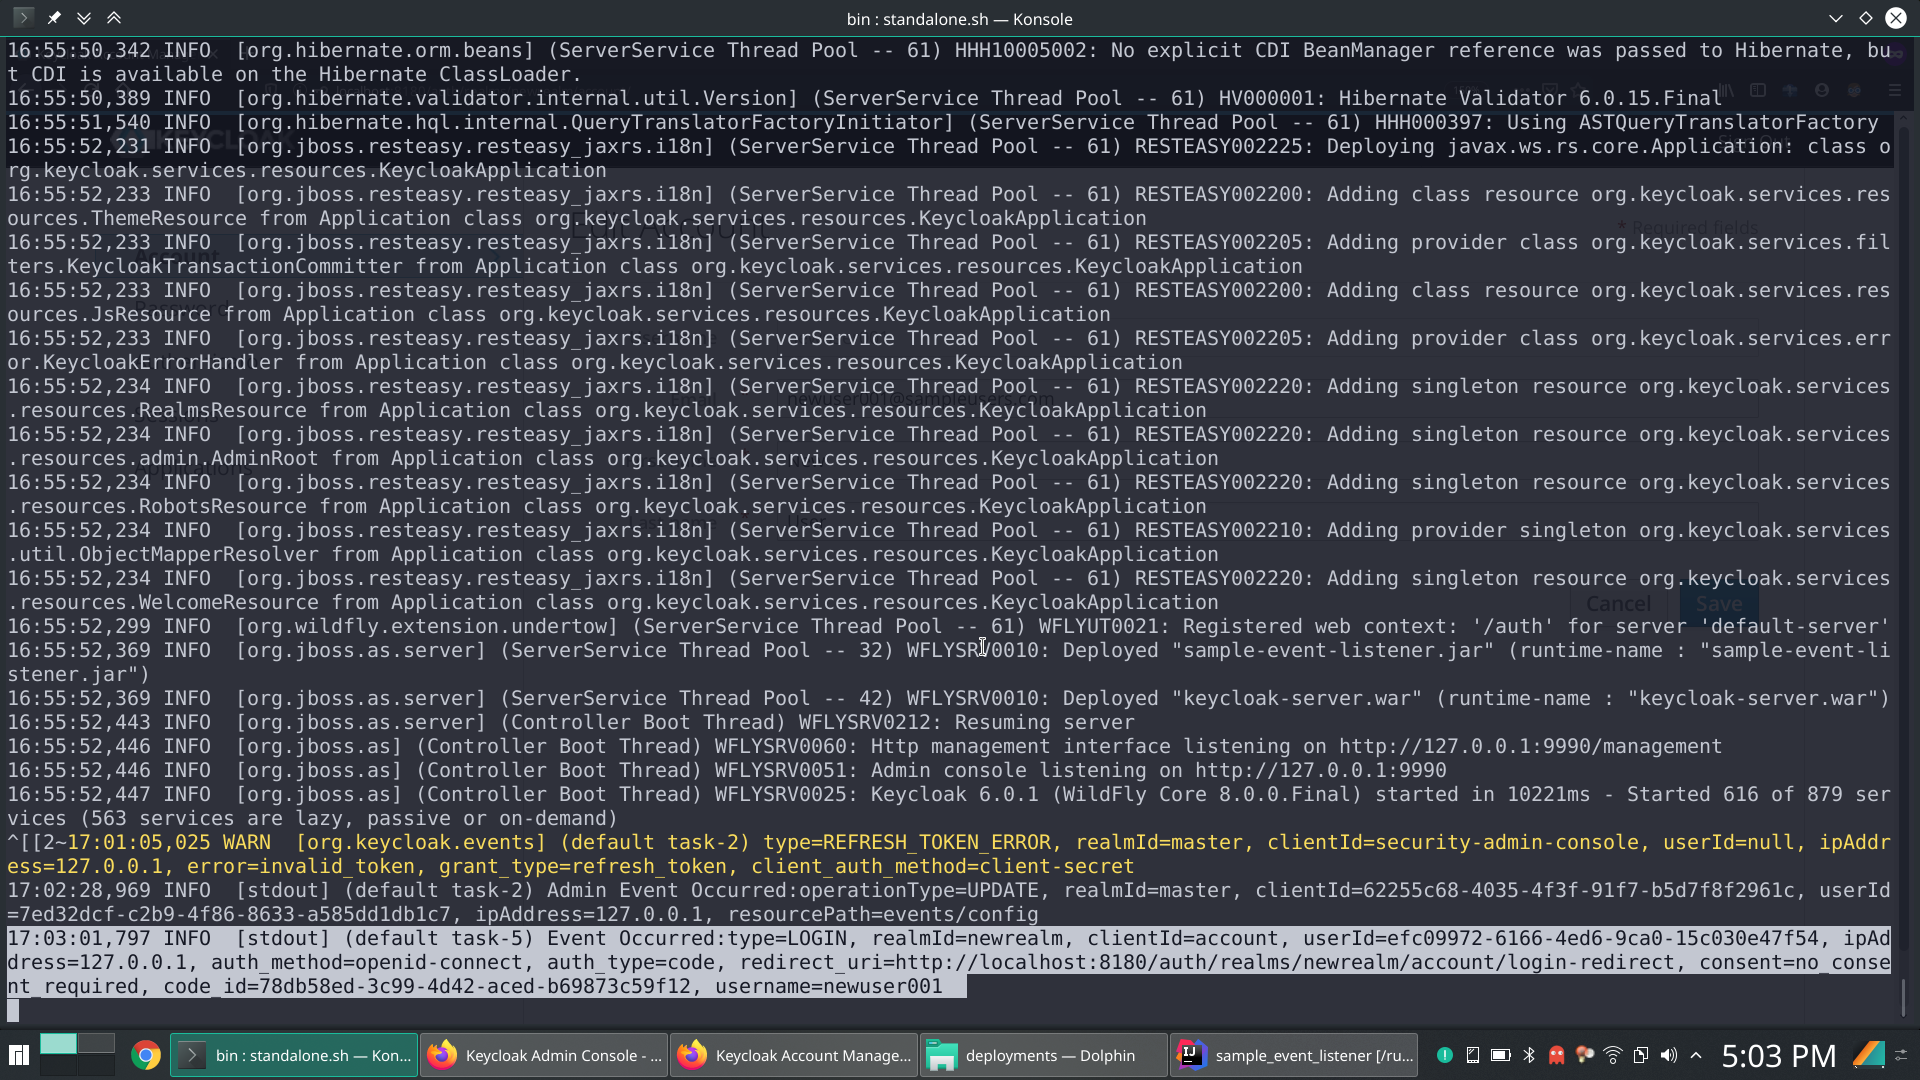 bin : standalone.sh — Konsole
16:55:50,342 INFO  [org.hibernate.orm.beans] (ServerService Thread Pool -- 61) HHH10005002: No explicit CDI BeanManager reference was passed to Hibernate, bu
t CDI is available on the Hibernate ClassLoader.
16:55:50,389 INFO  [org.hibernate.validator.internal.util.Version] (ServerService Thread Pool -- 61) HV000001: Hibernate Validator 6.0.15.Final
16:55:51,540 INFO  [org.hibernate.hql.internal.QueryTranslatorFactoryInitiator] (ServerService Thread Pool -- 61) HHH000397: Using ASTQueryTranslatorFactory
16:55:52,231 INFO  [org.jboss.resteasy.resteasy_jaxrs.i18n] (ServerService Thread Pool -- 61) RESTEASY002225: Deploying javax.ws.rs.core.Application: class o
rg.keycloak.services.resources.KeycloakApplication
16:55:52,233 INFO  [org.jboss.resteasy.resteasy_jaxrs.i18n] (ServerService Thread Pool -- 61) RESTEASY002200: Adding class resource org.keycloak.services.res
ources.ThemeResource from Application class org.keycloak.services.resources.KeycloakApplication
16:55:52,233 INFO  [org.jboss.resteasy.resteasy_jaxrs.i18n] (ServerService Thread Pool -- 61) RESTEASY002205: Adding provider class org.keycloak.services.fil
ters.KeycloakTransactionCommitter from Application class org.keycloak.services.resources.KeycloakApplication
16:55:52,233 INFO  [org.jboss.resteasy.resteasy_jaxrs.i18n] (ServerService Thread Pool -- 61) RESTEASY002200: Adding class resource org.keycloak.services.res
ources.JsResource from Application class org.keycloak.services.resources.KeycloakApplication
16:55:52,233 INFO  [org.jboss.resteasy.resteasy_jaxrs.i18n] (ServerService Thread Pool -- 61) RESTEASY002205: Adding provider class org.keycloak.services.err
or.KeycloakErrorHandler from Application class org.keycloak.services.resources.KeycloakApplication
16:55:52,234 INFO  [org.jboss.resteasy.resteasy_jaxrs.i18n] (ServerService Thread Pool -- 61) RESTEASY002220: Adding singleton resource org.keycloak.services
.resources.RealmsResource from Application class org.keycloak.services.resources.KeycloakApplication
16:55:52,234 INFO  [org.jboss.resteasy.resteasy_jaxrs.i18n] (ServerService Thread Pool -- 61) RESTEASY002220: Adding singleton resource org.keycloak.services
.resources.admin.AdminRoot from Application class org.keycloak.services.resources.KeycloakApplication
16:55:52,234 INFO  [org.jboss.resteasy.resteasy_jaxrs.i18n] (ServerService Thread Pool -- 61) RESTEASY002220: Adding singleton resource org.keycloak.services
.resources.RobotsResource from Application class org.keycloak.services.resources.KeycloakApplication
16:55:52,234 INFO  [org.jboss.resteasy.resteasy_jaxrs.i18n] (ServerService Thread Pool -- 61) RESTEASY002210: Adding provider singleton org.keycloak.services
.util.ObjectMapperResolver from Application class org.keycloak.services.resources.KeycloakApplication
16:55:52,234 INFO  [org.jboss.resteasy.resteasy_jaxrs.i18n] (ServerService Thread Pool -- 61) RESTEASY002220: Adding singleton resource org.keycloak.services
.resources.WelcomeResource from Application class org.keycloak.services.resources.KeycloakApplication
Cancel Save
16:55:52,299 INFO  [org.wildfly.extension.undertow] (ServerService Thread Pool -- 61) WFLYUT0021: Registered web context: '/auth' for server 'default-server'
16:55:52,369 INFO  [org.jboss.as.server] (ServerService Thread Pool -- 32) WFLYSRV0010: Deployed "sample-event-listener.jar" (runtime-name : "sample-event-li
stener.jar")
16:55:52,369 INFO  [org.jboss.as.server] (ServerService Thread Pool -- 42) WFLYSRV0010: Deployed "keycloak-server.war" (runtime-name : "keycloak-server.war")
16:55:52,443 INFO  [org.jboss.as.server] (Controller Boot Thread) WFLYSRV0212: Resuming server
16:55:52,446 INFO  [org.jboss.as] (Controller Boot Thread) WFLYSRV0060: Http management interface listening on http://127.0.0.1:9990/management
16:55:52,446 INFO  [org.jboss.as] (Controller Boot Thread) WFLYSRV0051: Admin console listening on http://127.0.0.1:9990
16:55:52,447 INFO  [org.jboss.as] (Controller Boot Thread) WFLYSRV0025: Keycloak 6.0.1 (WildFly Core 8.0.0.Final) started in 10221ms - Started 616 of 879 ser
vices (563 services are lazy, passive or on-demand)
^[[2~17:01:05,025 WARN  [org.keycloak.events] (default task-2) type=REFRESH_TOKEN_ERROR, realmId=master, clientId=security-admin-console, userId=null, ipAddr
ess=127.0.0.1, error=invalid_token, grant_type=refresh_token, client_auth_method=client-secret
17:02:28,969 INFO  [stdout] (default task-2) Admin Event Occurred:operationType=UPDATE, realmId=master, clientId=62255c68-4035-4f3f-91f7-b5d7f8f2961c, userId
=7ed32dcf-c2b9-4f86-8633-a585dd1db1c7, ipAddress=127.0.0.1, resourcePath=events/config
17:03:01,797 INFO  [stdout] (default task-5) Event Occurred:type=LOGIN, realmId=newrealm, clientId=account, userId=efc09972-6166-4ed6-9ca0-15c030e47f54, ipAd
dress=127.0.0.1, auth_method=openid-connect, auth_type=code, redirect_uri=http://localhost:8180/auth/realms/newrealm/account/login-redirect, consent=no_conse
nt_required, code_id=78db58ed-3c99-4d42-aced-b69873c59f12, username=newuser001
bin : standalone.sh — Kon...
Keycloak Admin Console - ...
Keycloak Account Manage...
deployments — Dolphin
sample_event_listener [/ru...
5:03 PM